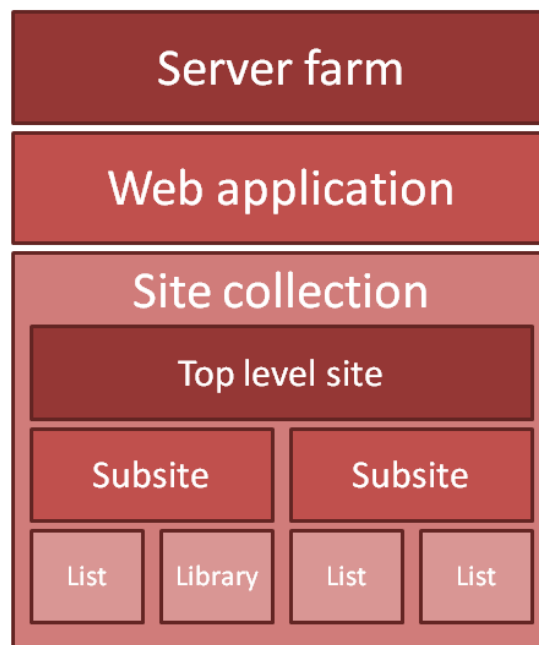 Server farm
Web application
Site collection
Top level site
Subsite Subsite
List Library List List